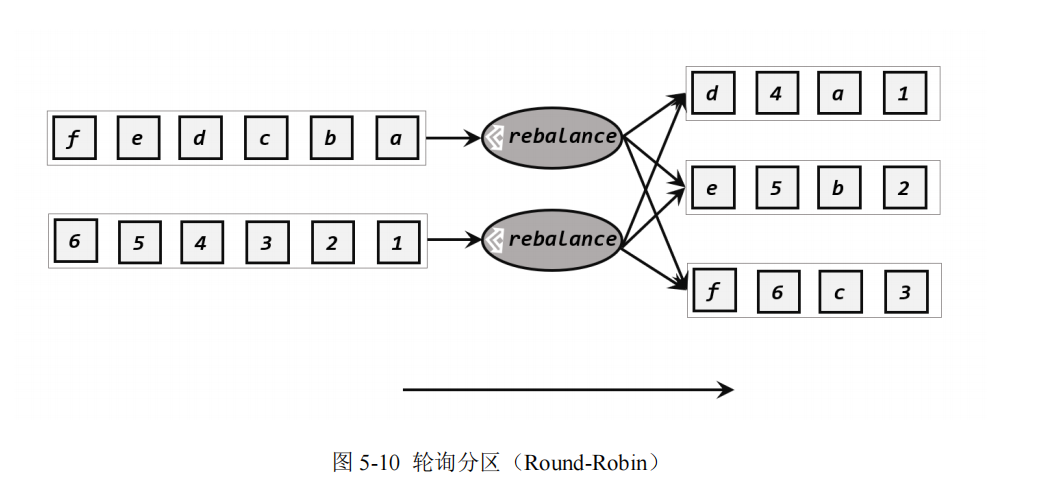 f e d c b a
rebalance
d 4 a 1
6 5 4 3 2 1
rebalance
e 5 b 2
f 6 c 3
图 5-10 轮询分区（Round-Robin）